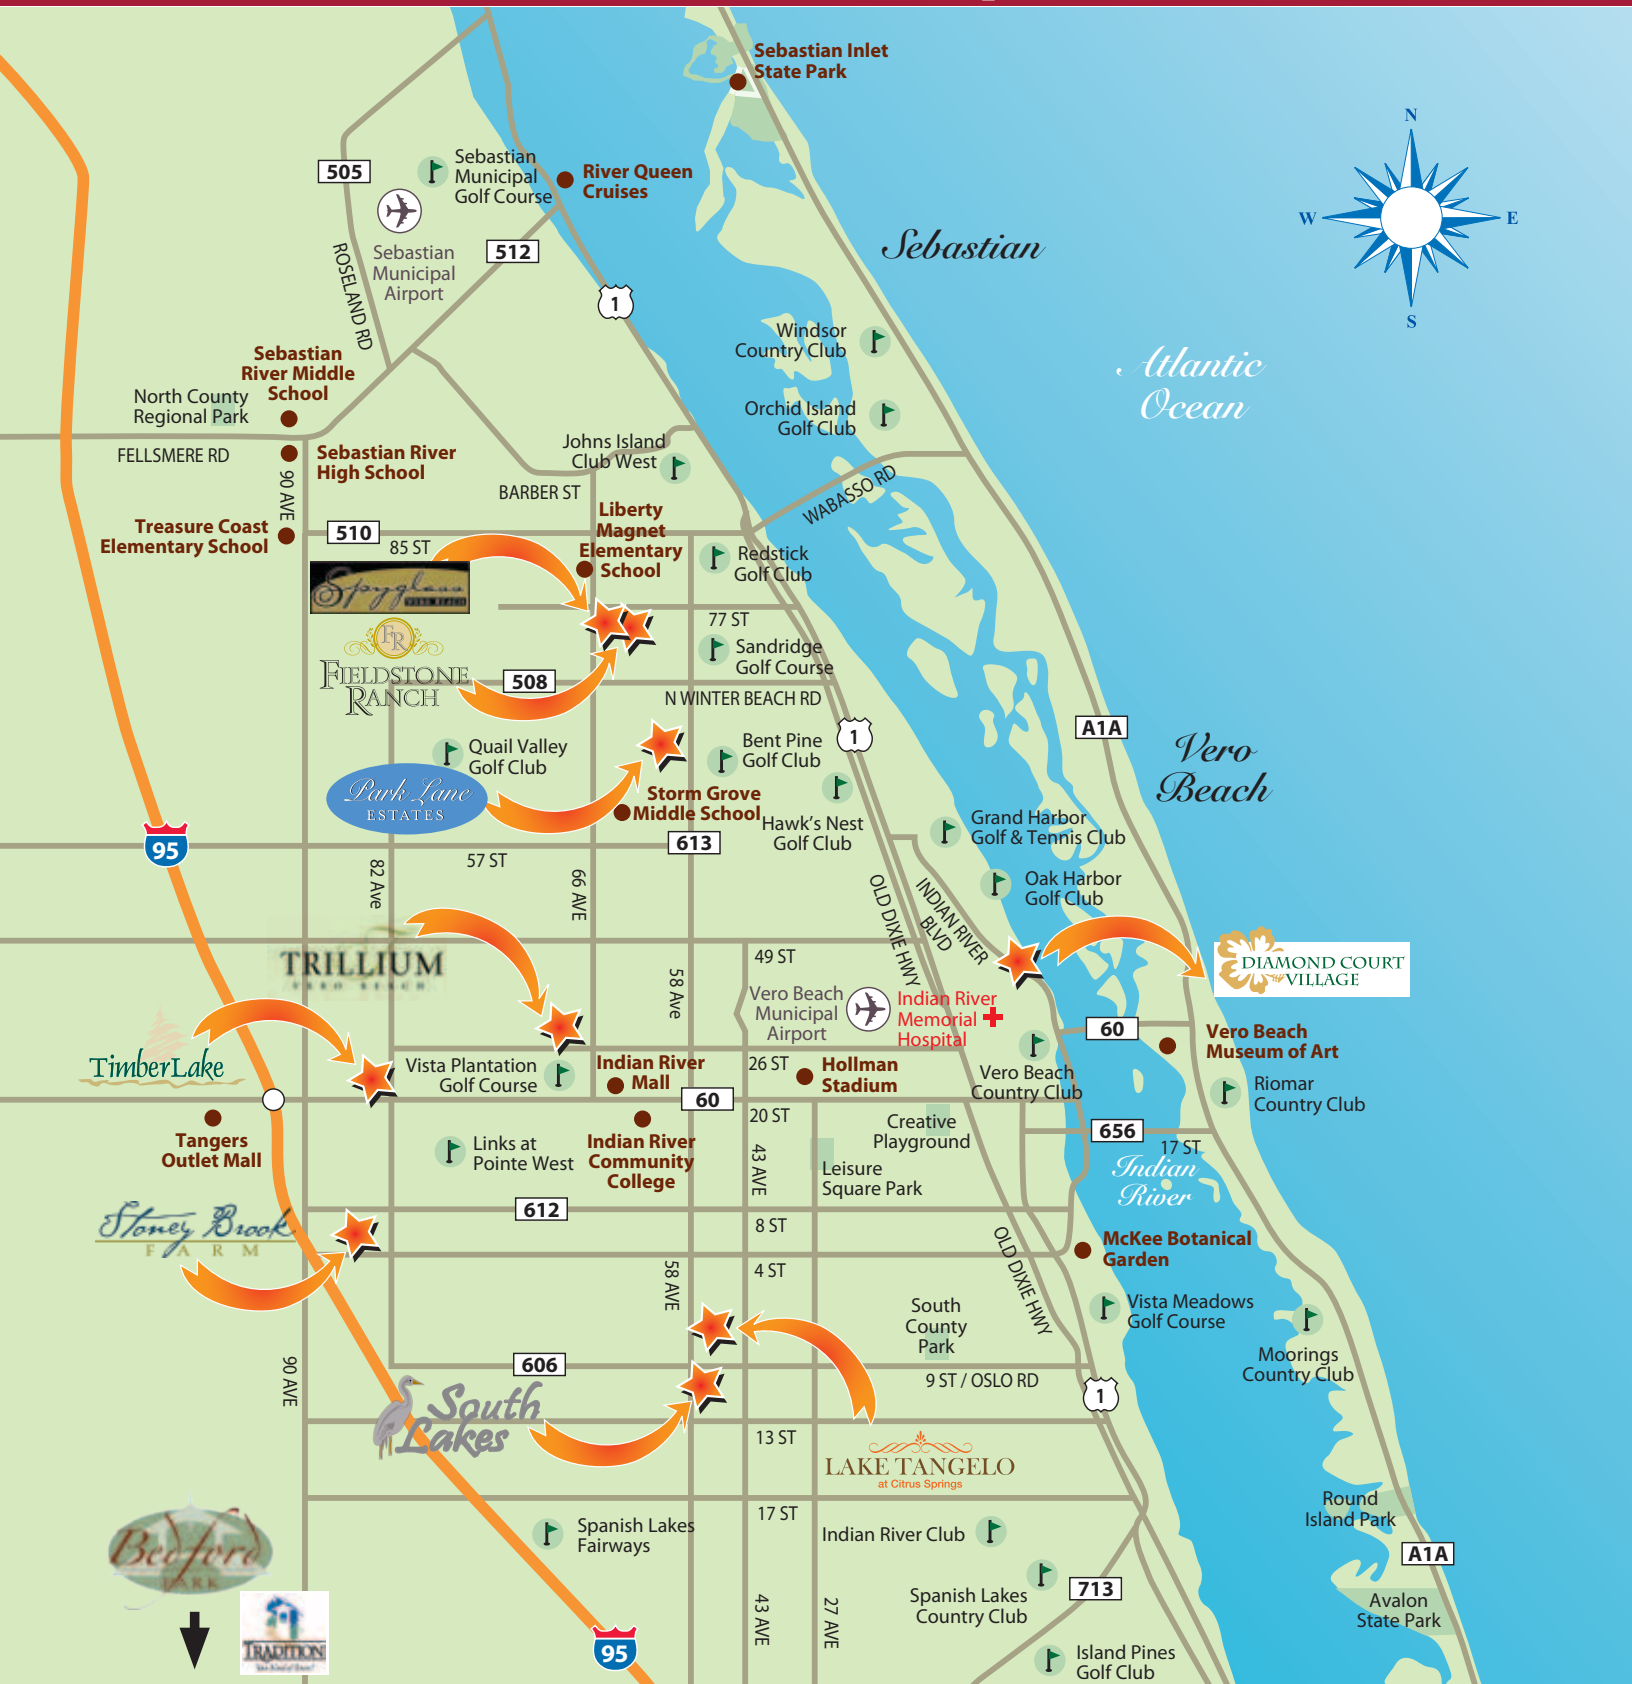 Sebastian Inlet
State Park
N
W
E
S
505
Sebastian
Municipal
Golf Course
River Queen
Cruises
ROSELAND RD
Sebastian
Municipal
Airport
512
Sebastian
1
Windsor
Country Club
Atlantic
Ocean
Sebastian
River Middle
School
North County
Regional Park
Orchid Island
Golf Club
FELLSMERE RD
Sebastian River
High School
90 AVE
Johns Island
Club West
BARBER ST
WABASSO RD
Treasure Coast
Elementary School
510
85 ST
Liberty
Magnet
Elementary
School
Redstick
Golf Club
Spyglass
VERO BEACH
77 ST
FR
FIELDSTONE
RANCH
Sandridge
Golf Course
508
N WINTER BEACH RD
A1A
1
Quail Valley
Golf Club
Bent Pine
Golf Club
Vero
Beach
Park Lane
ESTATES
Storm Grove
Middle School
Hawk's Nest
Golf Club
Grand Harbor
Golf & Tennis Club
95
613
57 ST
82 Ave
66 AVE
OLD DIXIE HWY
INDIAN RIVER
BLVD
Oak Harbor
Golf Club
TRILLIUM
VERO BEACH
49 ST
DIAMOND COURT
VILLAGE
58 Ave
Vero Beach
Municipal
Airport
Indian River
Memorial
Hospital
60
Vero Beach
Museum of Art
TimberLake
Vista Plantation
Golf Course
Indian River
Mall
26 ST
Hollman
Stadium
Vero Beach
Country Club
Riomar
Country Club
60
20 ST
Tangers
Outlet Mall
Links at
Pointe West
Indian River
Community
College
43 AVE
Creative
Playground
Leisure
Square Park
656
17 ST
Indian
River
Stoney Brook
FARM
612
8 ST
OLD DIXIE HWY
McKee Botanical
Garden
58 AVE
4 ST
South
County
Park
Vista Meadows
Golf Course
Moorings
Country Club
90 AVE
606
9 ST / OSLO RD
1
South
Lakes
13 ST
LAKE TANGELO
at Citrus Springs
17 ST
Round
Island Park
Spanish Lakes
Fairways
Indian River Club
A1A
Bedford
PARK
Spanish Lakes
Country Club
713
Avalon
State Park
43 AVE
27 AVE
TRADITION
95
Island Pines
Golf Club